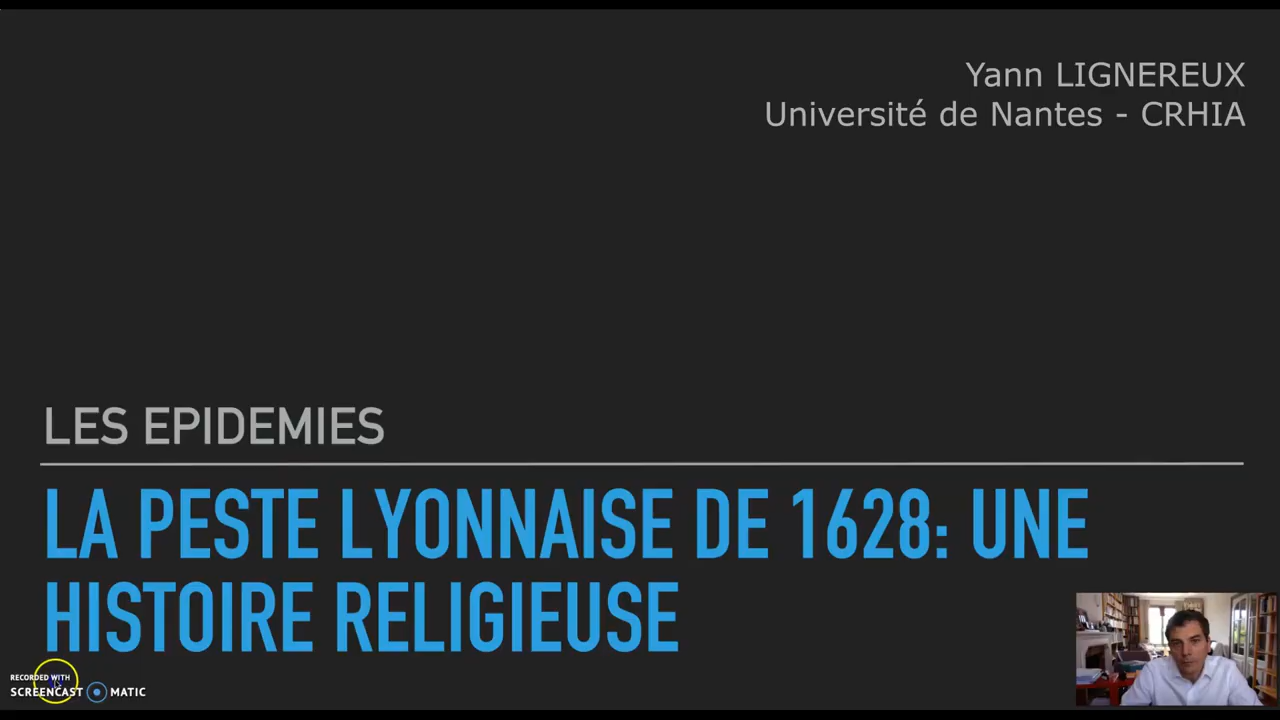 Yann LIGNEREUX
Université de Nantes - CRHIA
LES EPIDEMIES
LA PESTE LYONNAISE DE 1628: UNE
HISTOIRE RELIGIEUSE
RECORDED WITH
SCREENCAST MATIC